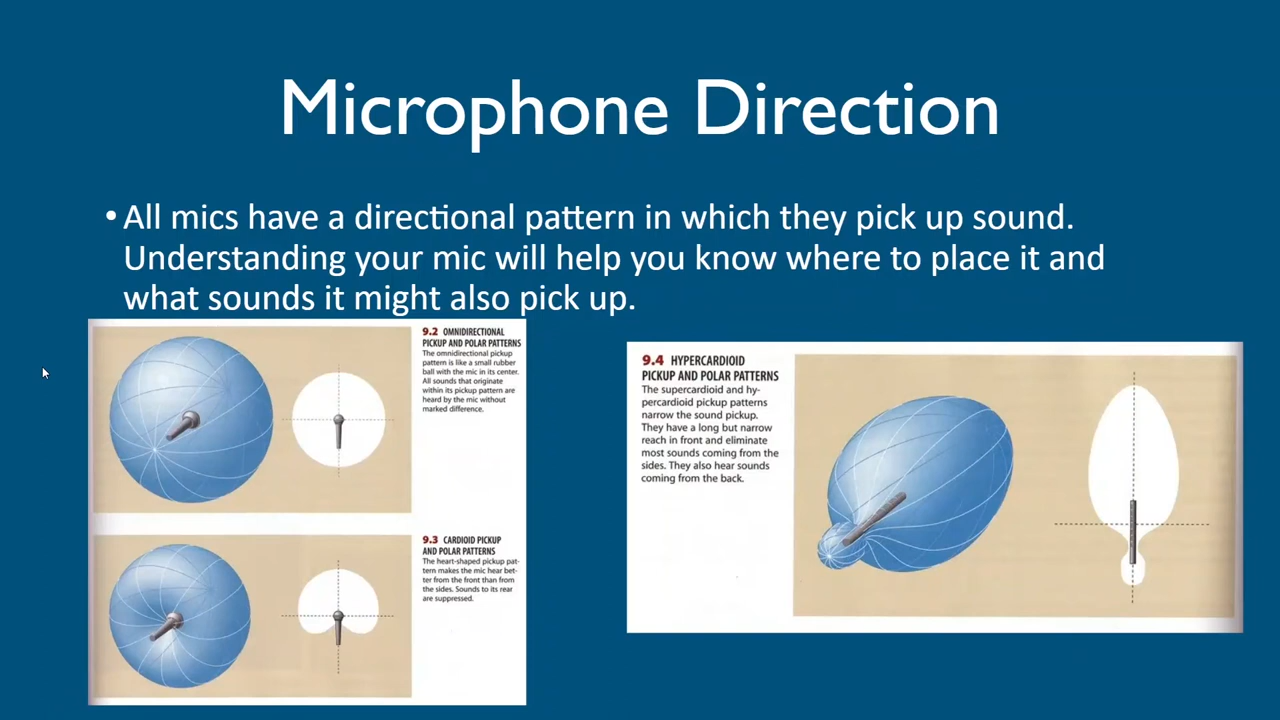 Microphone Direction
• All mics have a directional pattern in which they pick up sound.
Understanding your mic will help you know where to place it and
what sounds it might also pick up.
9.2 OMNIDIRECTIONAL
PICKUP AND POLAR PATTERNS
The omnidirectional pickup
pattern is like a small rubber
ball with the mic in its center.
All sounds that originate
within its pickup pattern are
heard by the mic without
marked difference.
9.3 CARDIOID PICKUP
AND POLAR PATTERNS
The heart-shaped pickup pat-
tern makes the mic hear bet-
ter from the front than from
the sides. Sounds to its rear
are suppressed.
9.4 HYPERCARDIOID
PICKUP AND POLAR PATTERNS
The supercardioid and hy-
percardioid pickup patterns
narrow the sound pickup.
They have a long but narrow
reach in front and eliminate
most sounds coming from the
sides. They also hear sounds
coming from the back.